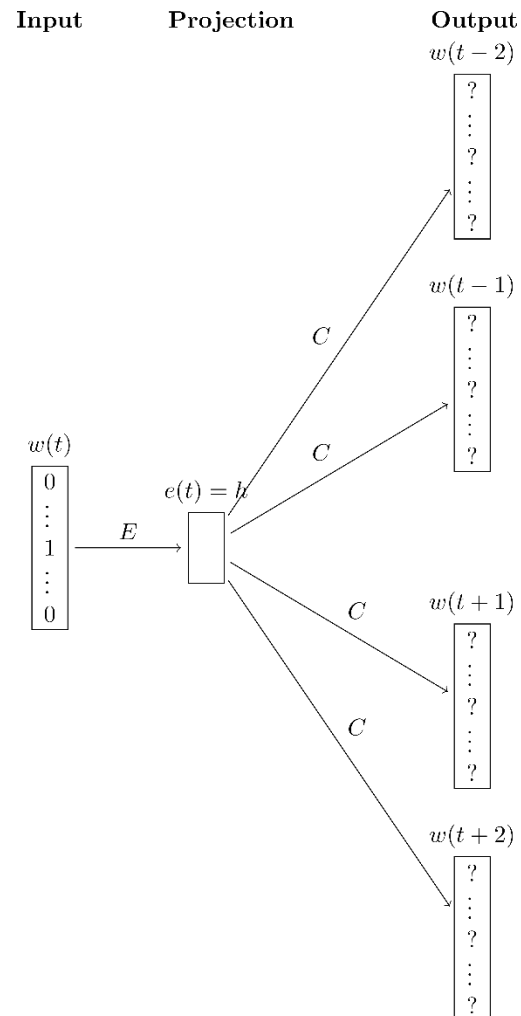 Input Projection Output
w(t − 2)
?
⋮
?
⋮
?
w(t − 1)
?
⋮
?
⋮
?
C
C
w(t)
0
⋮
1
⋮
0
E
e(t) = h
C
C
w(t + 1)
?
⋮
?
⋮
?
w(t + 2)
?
⋮
?
⋮
?